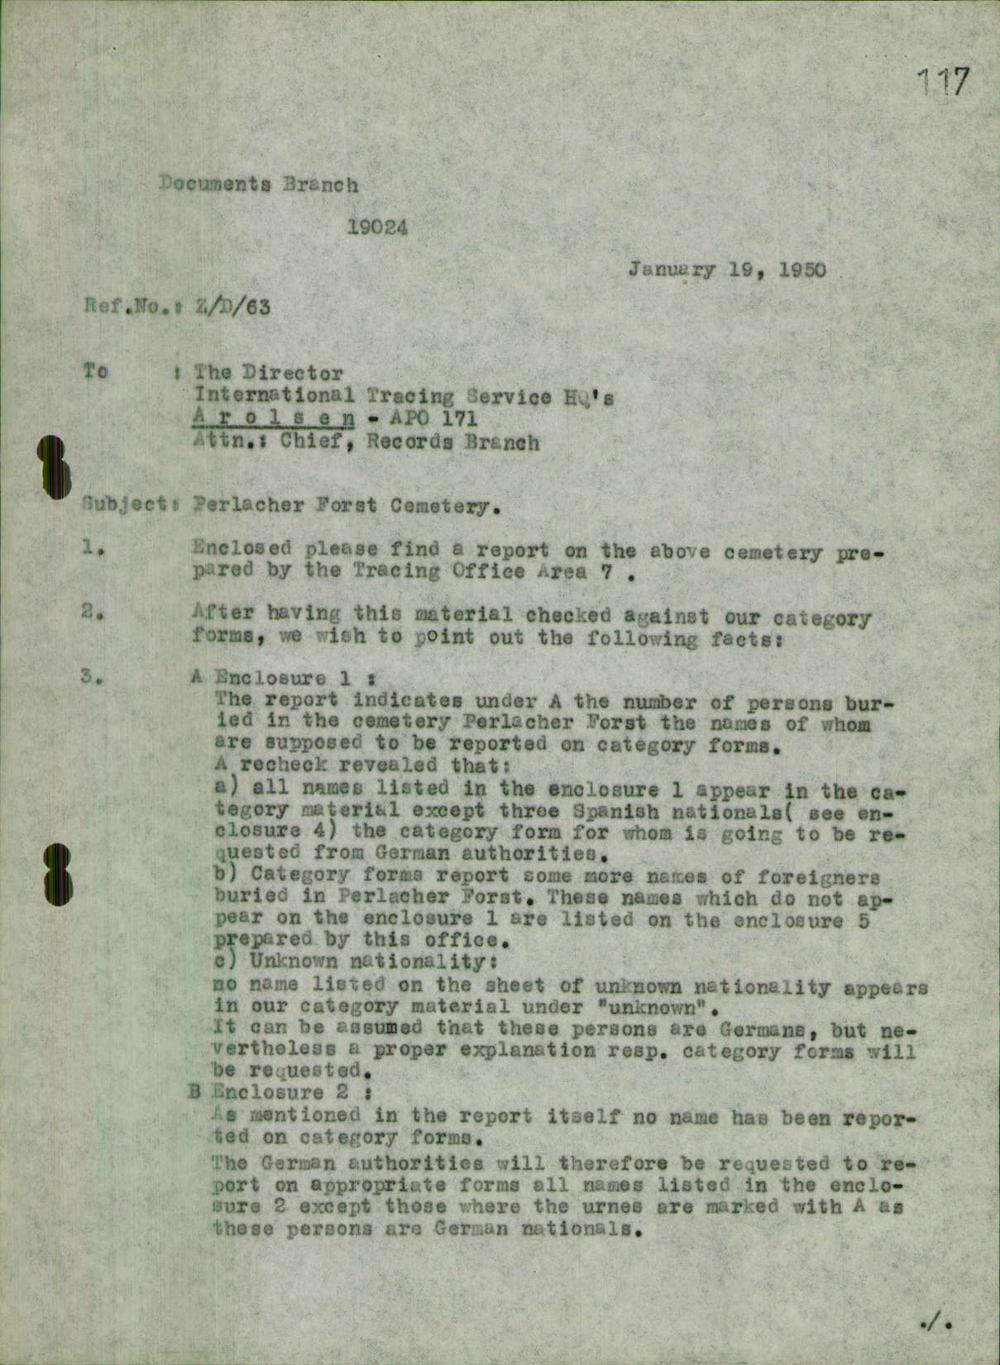 117
Documents Branch
19024
January 19, 1950
Ref.No.: Z/D/63
To : The Director
International Tracing Service Hq's
A r o l s e n - APO 171
Attn.: Chief, Records Branch
Subject: Perlacher Forst Cemetery.
1. Enclosed please find a report on the above cemetery pre-
pared by the Tracing Office Area 7 .
2. After having this material checked against our category
forms, we wish to point out the following facts:
3. A Enclosure 1 :
The report indicates under A the number of persons bur-
ied in the cemetery Perlacher Forst the names of whom
are supposed to be reported on category forms.
A recheck revealed that:
a) all names listed in the enclosure 1 appear in the ca-
tegory material except three Spanish nationals( see en-
closure 4) the category form for whom is going to be re-
quested from German authorities.
b) Category forms report some more names of foreigners
buried in Perlacher Forst. These names which do not ap-
pear on the enclosure 1 are listed on the enclosure 5
prepared by this office.
c) Unknown nationality:
no name listed on the sheet of unknown nationality appears
in our category material under "unknown".
It can be assumed that these persons are Germans, but ne-
vertheless a proper explanation resp. category forms will
be requested.
B Enclosure 2 :
As mentioned in the report itself no name has been repor-
ted on category forms.
The German authorities will therefore be requested to re-
port on appropriate forms all names listed in the enclo-
sure 2 except those where the urnes are marked with A as
these persons are German nationals.
./.